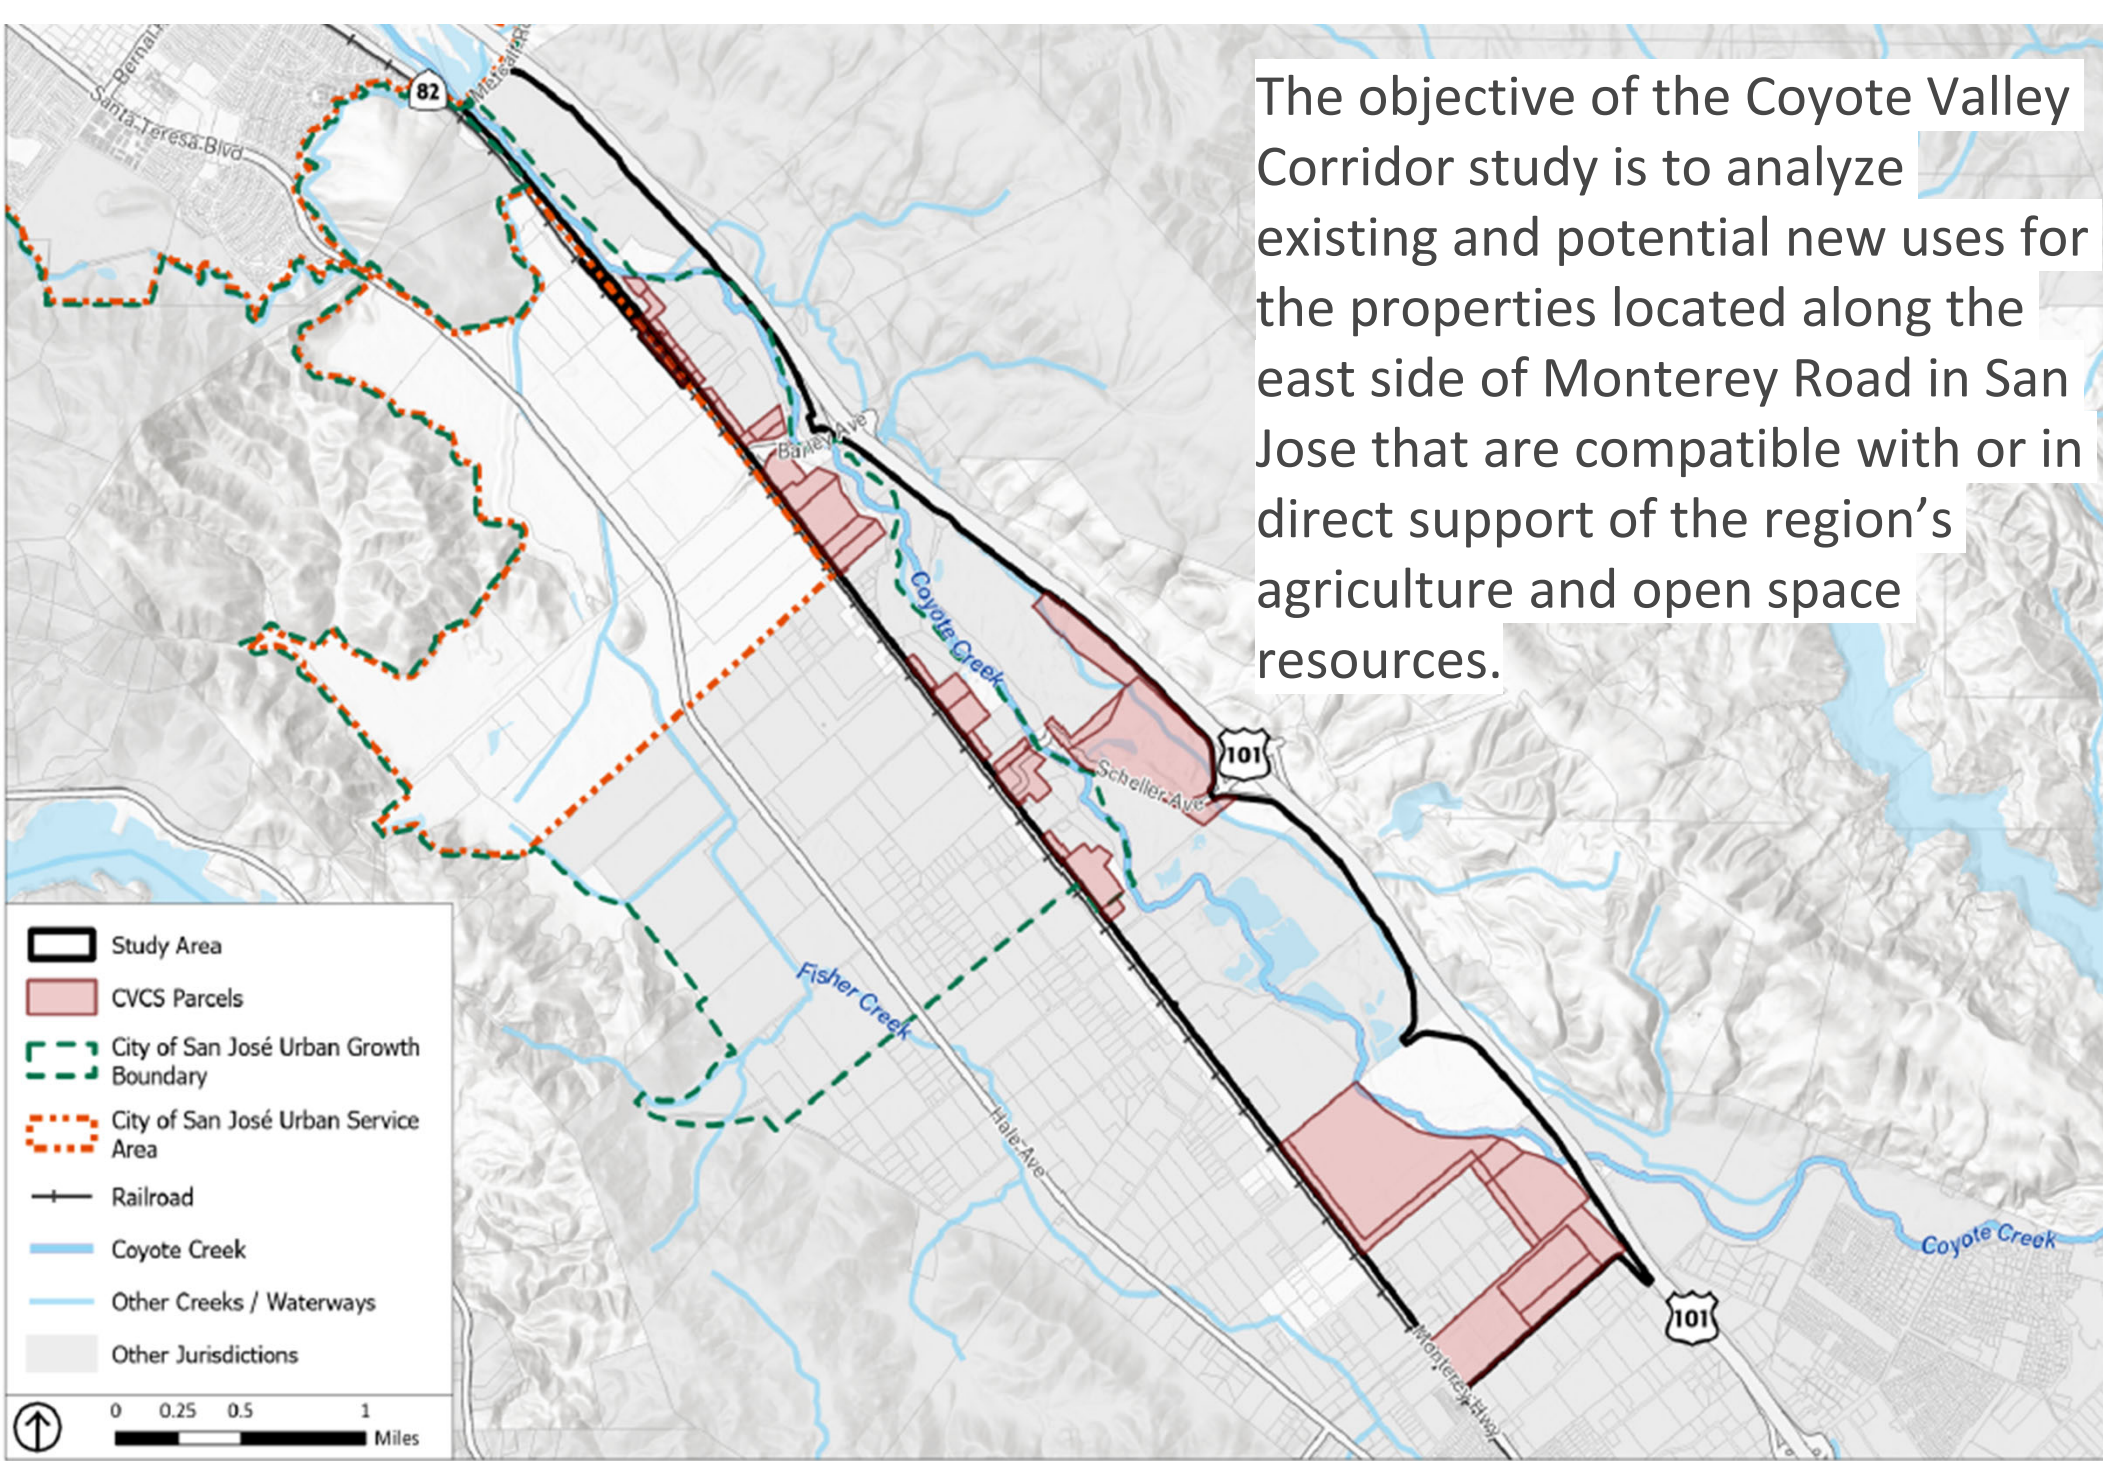 The objective of the Coyote Valley
Corridor study is to analyze
existing and potential new uses for
the properties located along the
east side of Monterey Road in San
Jose that are compatible with or in
direct support of the region’s
agriculture and open space
resources.
Bernal
Santa Teresa Blvd
82
Metcalf
Bailey Ave
Coyote Creek
101
Scheller Ave
Fisher Creek
Hale Ave
Coyote Creek
101
Monterey Hwy
Study Area
CVCS Parcels
City of San José Urban Growth
Boundary
City of San José Urban Service
Area
Railroad
Coyote Creek
Other Creeks / Waterways
Other Jurisdictions
0 0.25 0.5 1
Miles